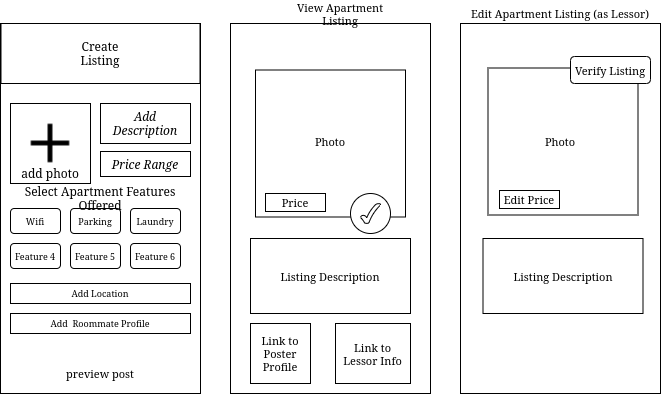 Create
Listing
add photo
Add
Description
Price Range
Select Apartment Features
Offered
Wifi
Parking
Laundry
Feature 4
Feature 5
Feature 6
Add Location
Add Roommate Profile
preview post
View Apartment
Listing
Photo
Price
Listing Description
Link to
Poster
Profile
Link to
Lessor Info
Edit Apartment Listing (as Lessor)
Verify Listing
Photo
Edit Price
Listing Description